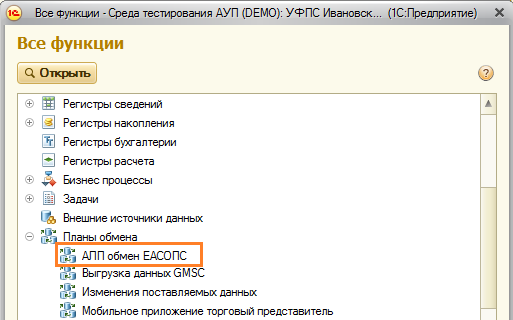 Все функции - Среда тестирования АУП (DEMO): УФПС Ивановск... (1С:Предприятие)
Все функции
Открыть
Регистры сведений
Регистры накопления
Регистры бухгалтерии
Регистры расчета
Бизнес процессы
Задачи
Внешние источники данных
Планы обмена
АПП обмен ЕАСОПС
Выгрузка данных GMSC
Изменения поставляемых данных
Мобильное приложение торговый представитель